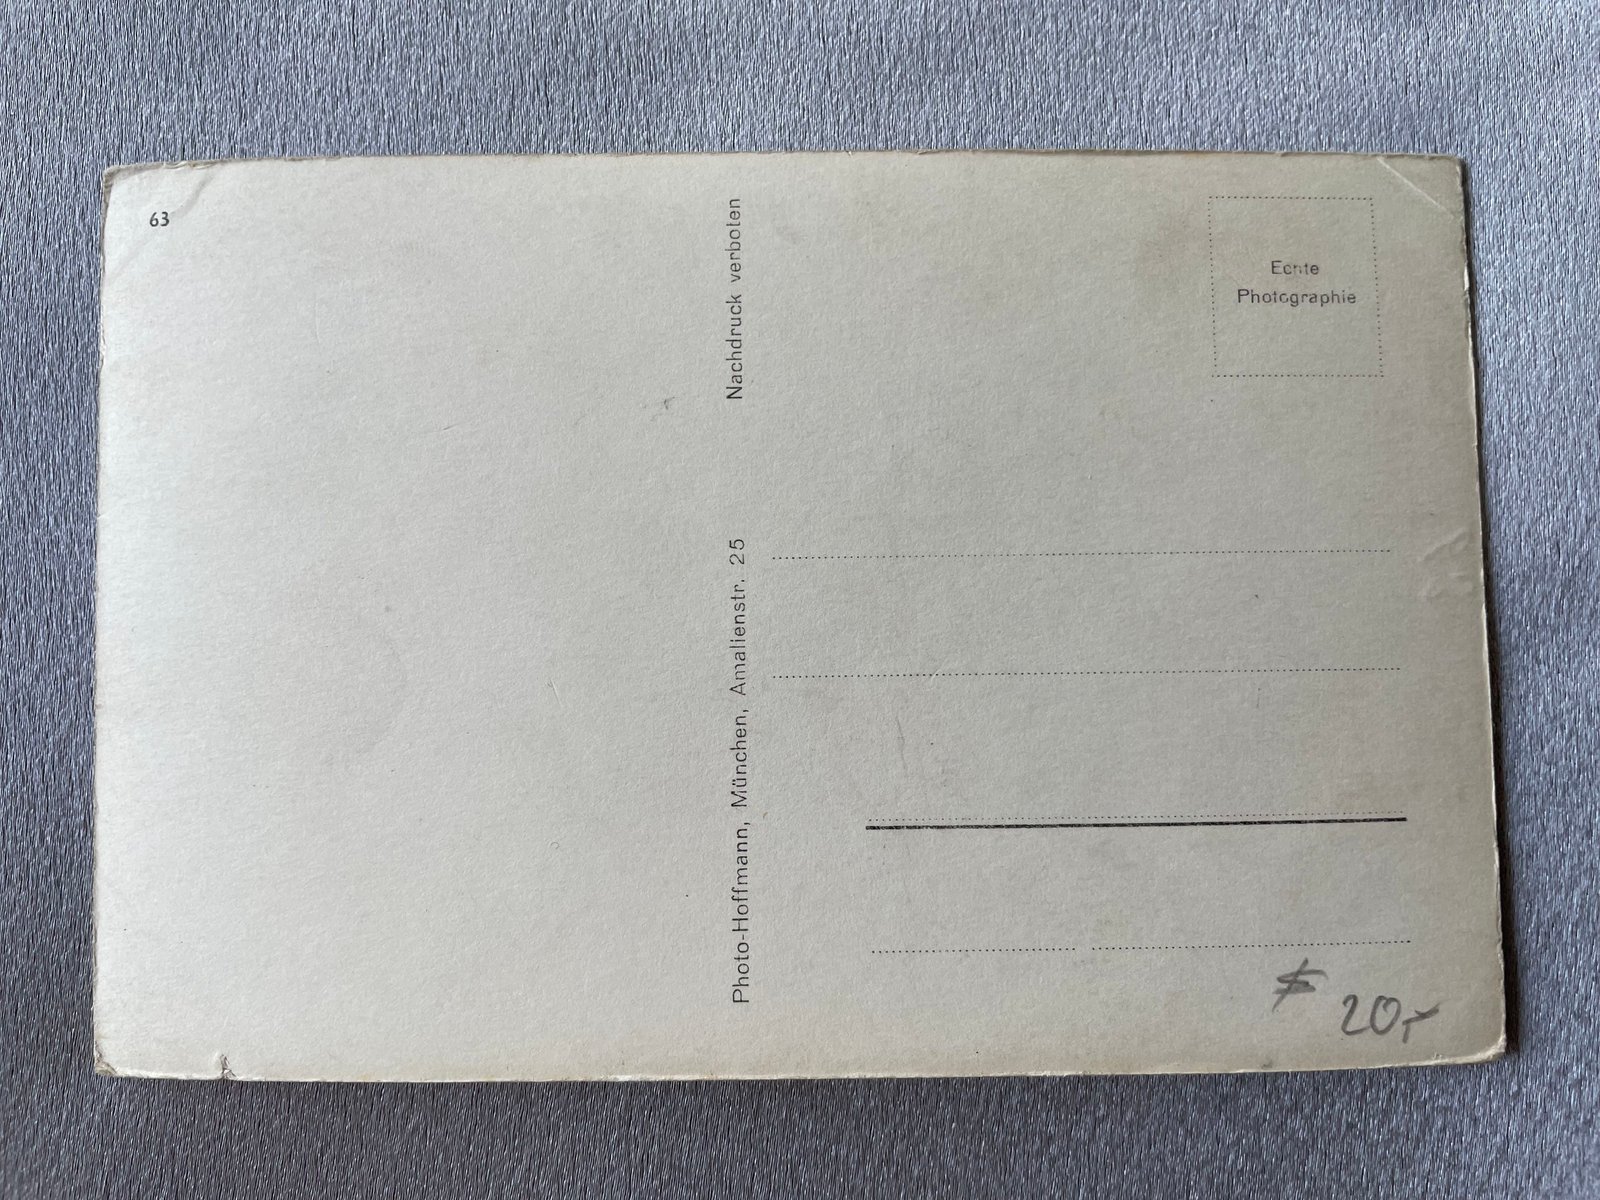 63
Nachdruck verboten
Photo-Hoffmann, München, Amalienstr. 25
Echte
Photographie
20,-